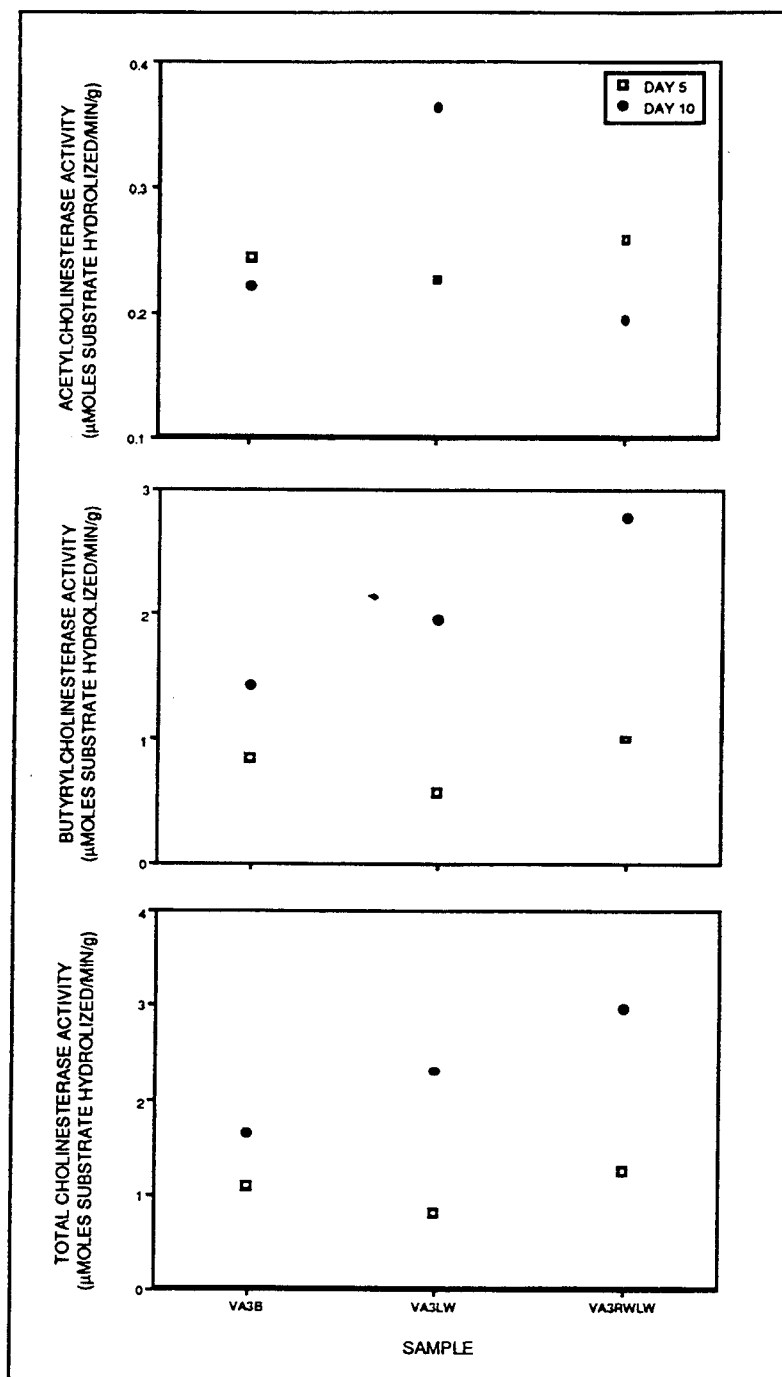 ACETYLCHOLINESTERASE ACTIVITY
(µMOLES SUBSTRATE HYDROLIZED/MIN/g)
0.4
0.3
0.2
0.1
DAY 5
DAY 10
BUTYRYLCHOLINESTERASE ACTIVITY
(µMOLES SUBSTRATE HYDROLIZED/MIN/g)
3
2
1
0
TOTAL CHOLINESTERASE ACTIVITY
(µMOLES SUBSTRATE HYDROLIZED/MIN/g)
4
3
2
1
0
VA3B VA3LW VA3RWLW
SAMPLE